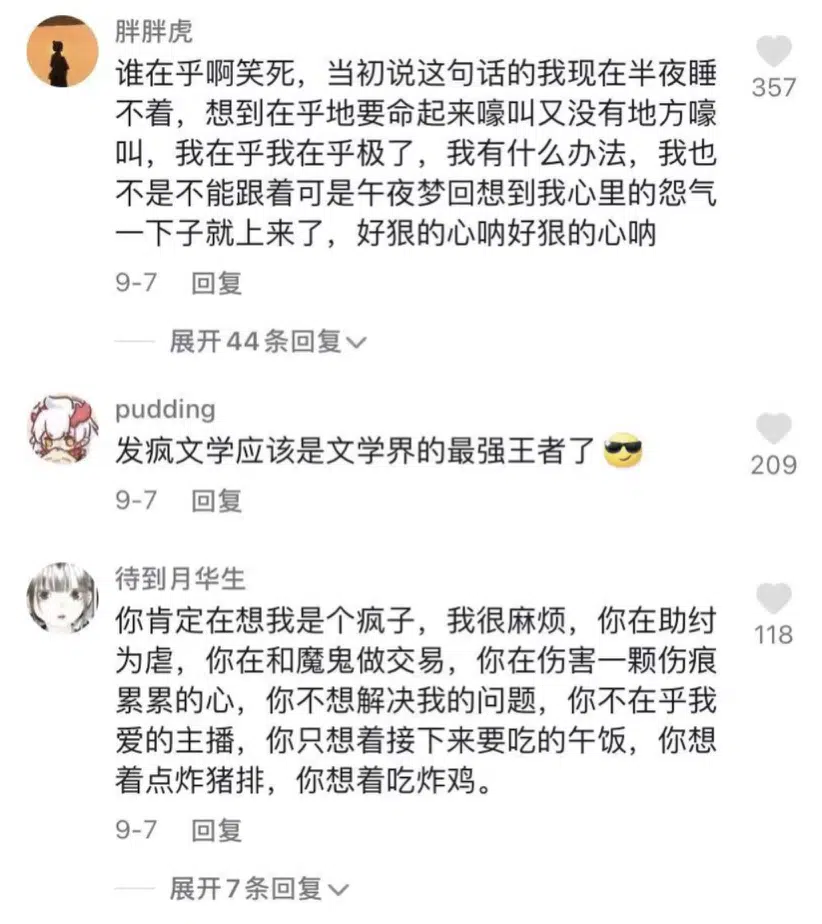 胖胖虎
谁在乎啊笑死，当初说这句话的我现在半夜睡
不着，想到在乎地要命起来嚎叫又没有地方嚎
叫，我在乎我在乎极了，我有什么办法，我也
不是不能跟着可是午夜梦回想到我心里的怨气
一下子就上来了，好狠的心呐好狠的心呐
357
9-7 回复
展开44条回复
pudding
发疯文学应该是文学界的最强王者了😎
209
9-7 回复
待到月华生
你肯定在想我是个疯子，我很麻烦，你在助纣
为虐，你在和魔鬼做交易，你在伤害一颗伤痕
累累的心，你不想解决我的问题，你不在乎我
爱的主播，你只想着接下来要吃的午饭，你想
着点炸猪排，你想着吃炸鸡。
118
9-7 回复
展开7条回复